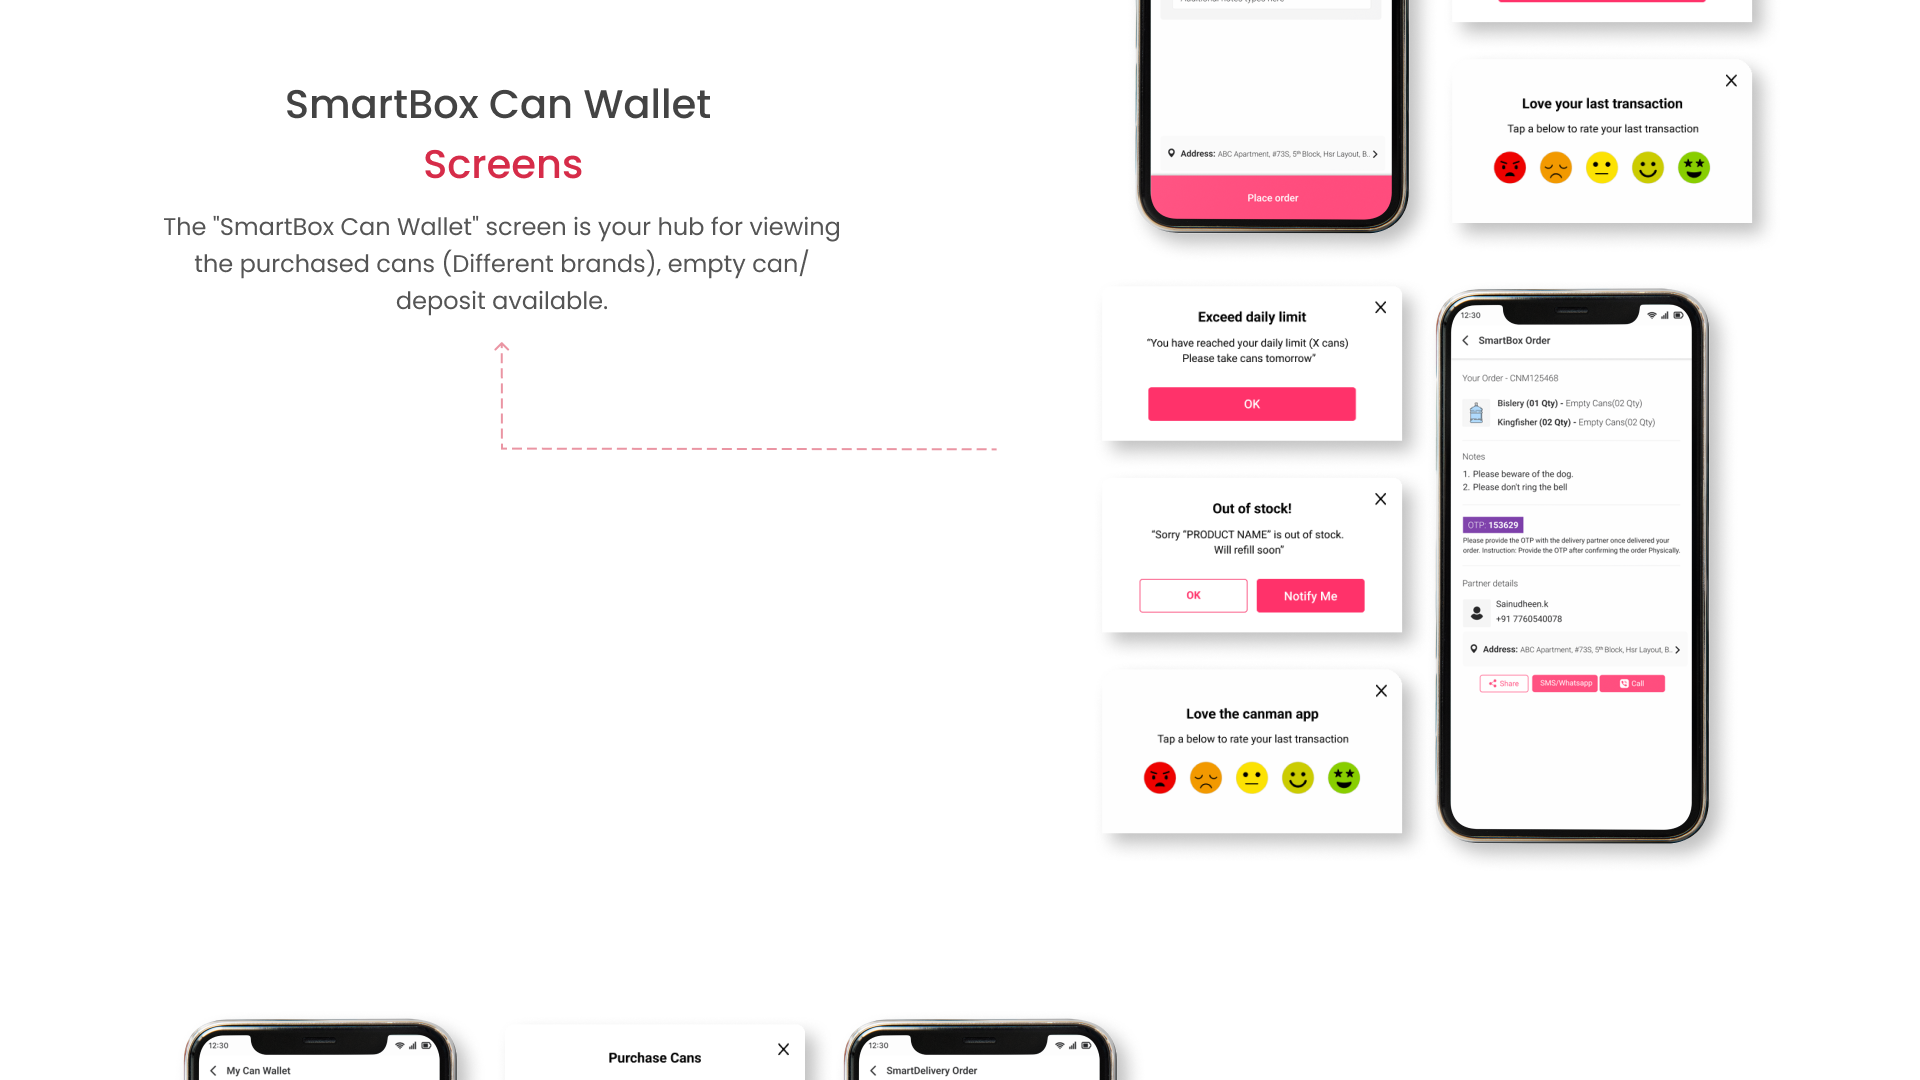 SmartBox Can Wallet
Screens
The "SmartBox Can Wallet" screen is your hub for viewing
the purchased cans (Different brands), empty can/
deposit available.
Address: ABC Apartment, #73S, 5th Block, Hsr Layout, B..
Place order
Love your last transaction
Tap a below to rate your last transaction
Exceed daily limit
“You have reached your daily limit (X cans)
Please take cans tomorrow”
OK
Out of stock!
“Sorry “PRODUCT NAME” is out of stock.
Will refill soon”
OK
Notify Me
Love the canman app
Tap a below to rate your last transaction
12:30
SmartBox Order
Your Order - CNM125468
Bislery (01 Qty) - Empty Cans(02 Qty)
Kingfisher (02 Qty) - Empty Cans(02 Qty)
Notes
1. Please beware of the dog.
2. Please don't ring the bell
OTP: 153629
Please provide the OTP with the delivery partner once delivered your
order. Instruction: Provide the OTP after confirming the order Physically.
Partner details
Sainudheen.k
+91 7760540078
Address: ABC Apartment, #73S, 5th Block, Hsr Layout, B..
Share
SMS/Whatsapp
Call
12:30
My Can Wallet
Purchase Cans
12:30
SmartDelivery Order